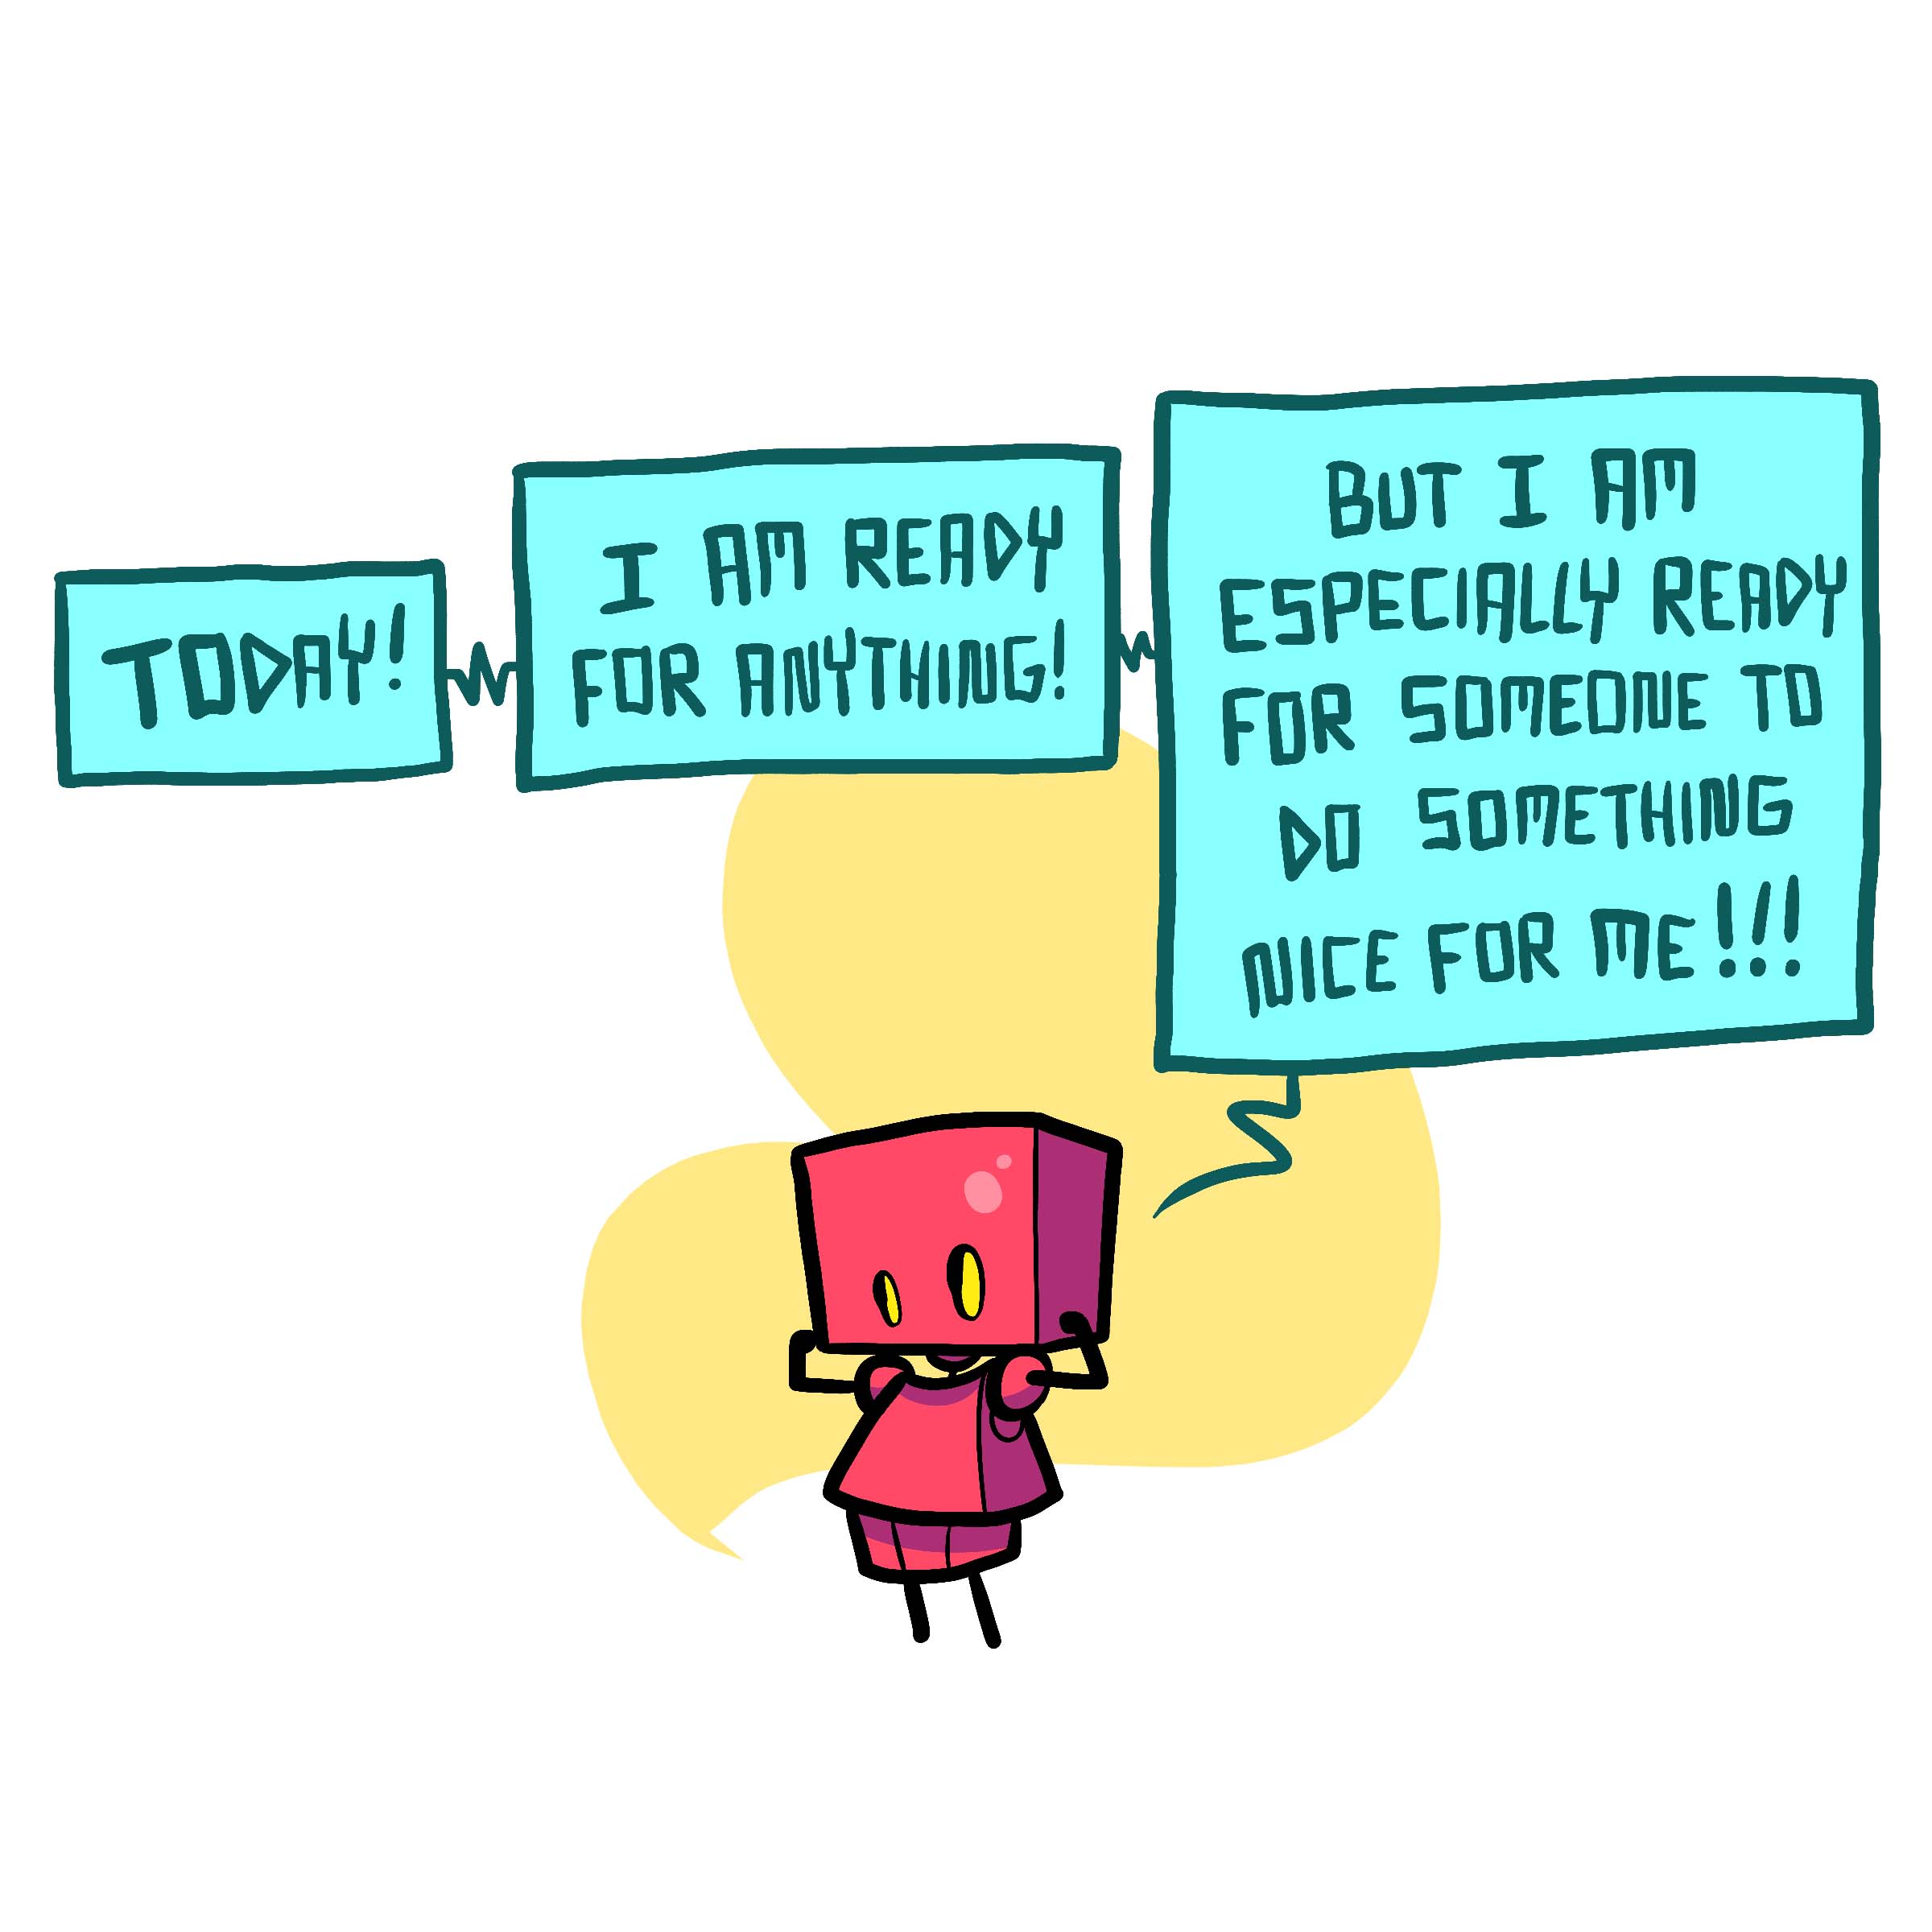 TODAY!
I AM READY
FOR ANYTHING!
BUT I AM
ESPECIALLY READY
FOR SOMEONE TO
DO SOMETHING
NICE FOR ME!!!